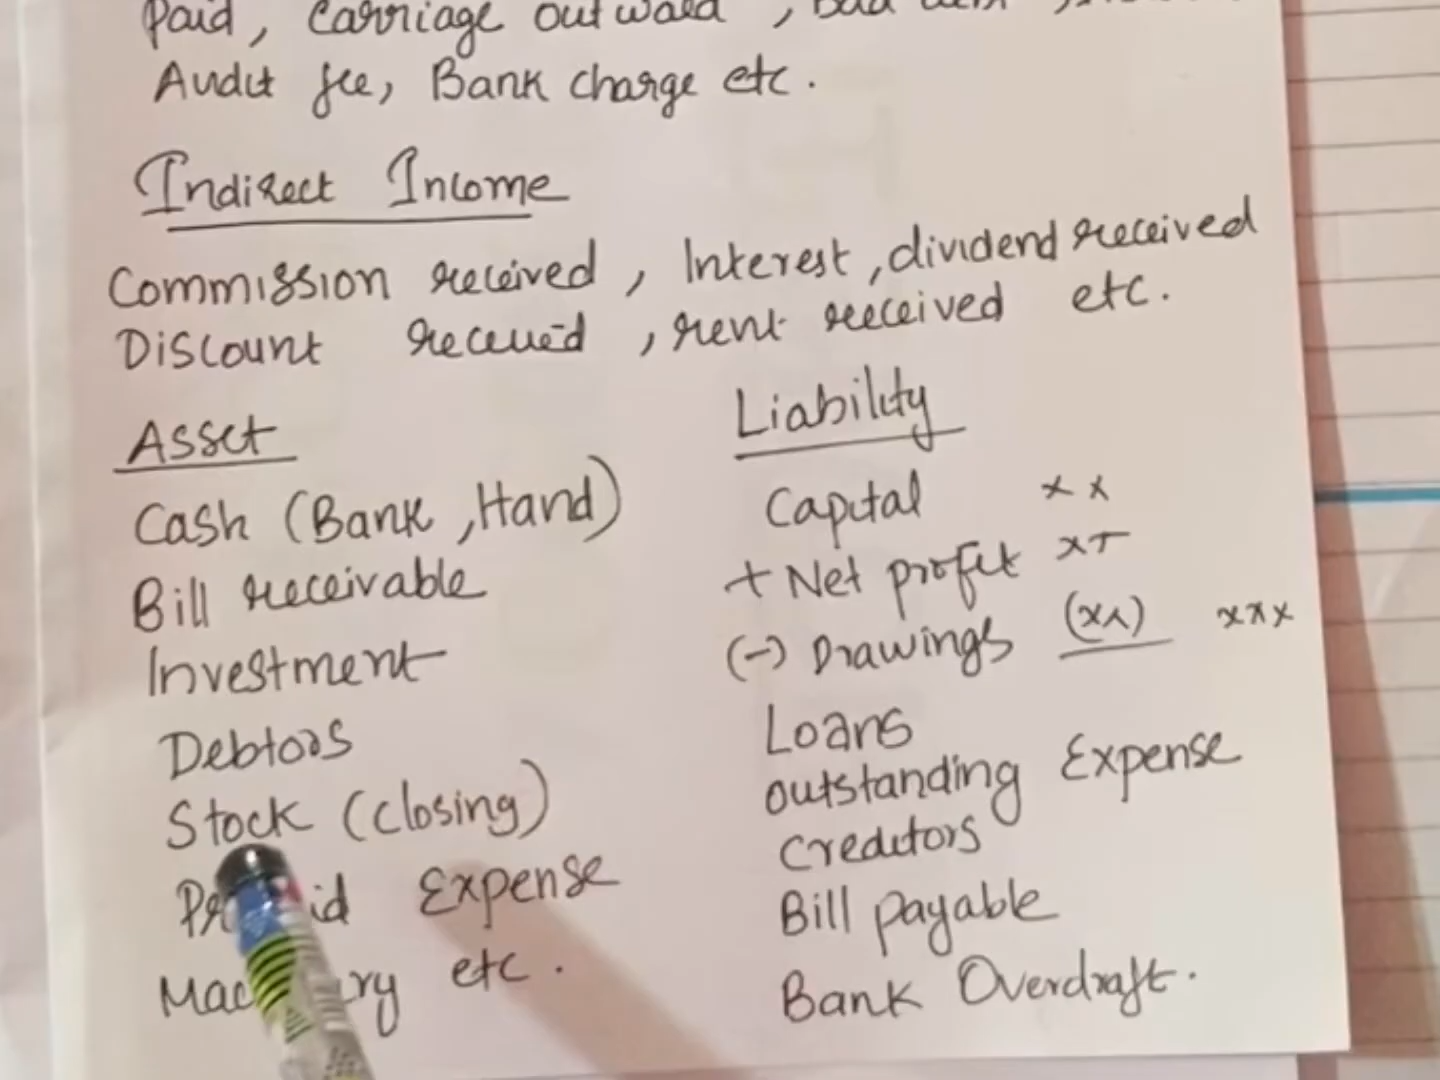 Paid, Carriage outward,
Audit fee, Bank charge etc.
Indirect Income
Commission received, Interest, dividend received
Discount received, rent received etc.
Asset
Cash (Bank, Hand)
Bill receivable
Investment
Debtors
Stock (closing)
Expense
etc.
Liability
Capital xx
+ Net profit xx
(-) Drawings (xx) xxx
Loans
outstanding Expense
Creditors
Bill payable
Bank Overdraft.